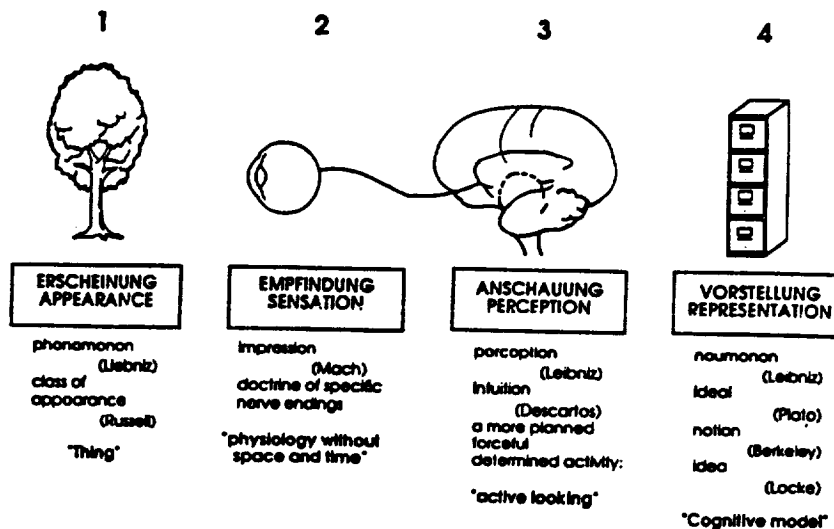 1
2
3
4
ERSCHEINUNG
APPEARANCE
phonomonon
(Liebniz)
class of
appearance
(Russell)
"Thing"
EMPFINDUNG
SENSATION
impression
(Mach)
doctrine of specific
nerve endings
"physiology without
space and time"
ANSCHAUUNG
PERCEPTION
porcoption
(Leibniz)
Intuition
(Descartos)
a more planned
forceful
determined activity:
"active looking"
VORSTELLUNG
REPRESENTATION
noumonon
(Leibniz)
ideal
(Plato)
notion
(Berkeley)
idea
(Locke)
"Cognitive model"